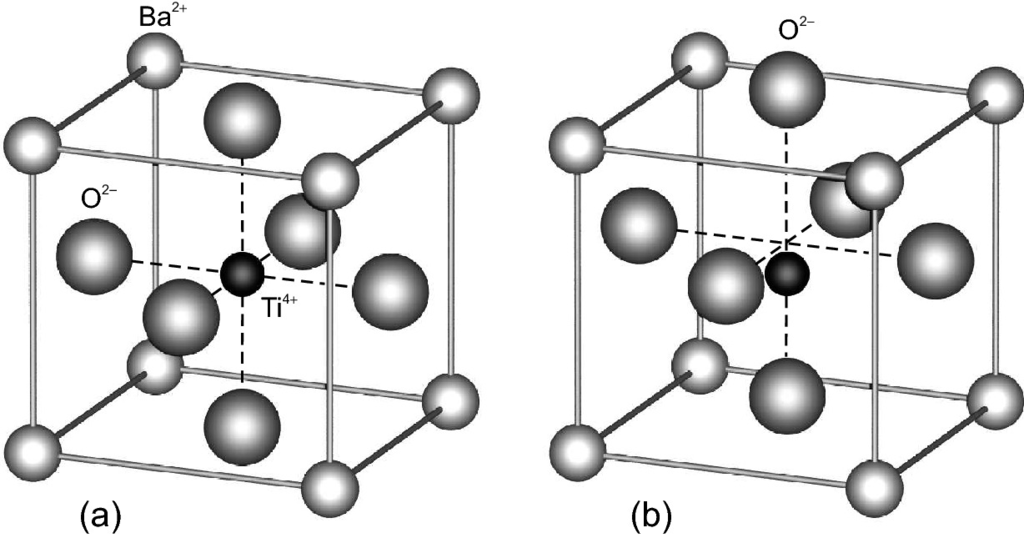 Ba²⁺
O²⁻
O²⁻
Ti⁴⁺
(a)
(b)